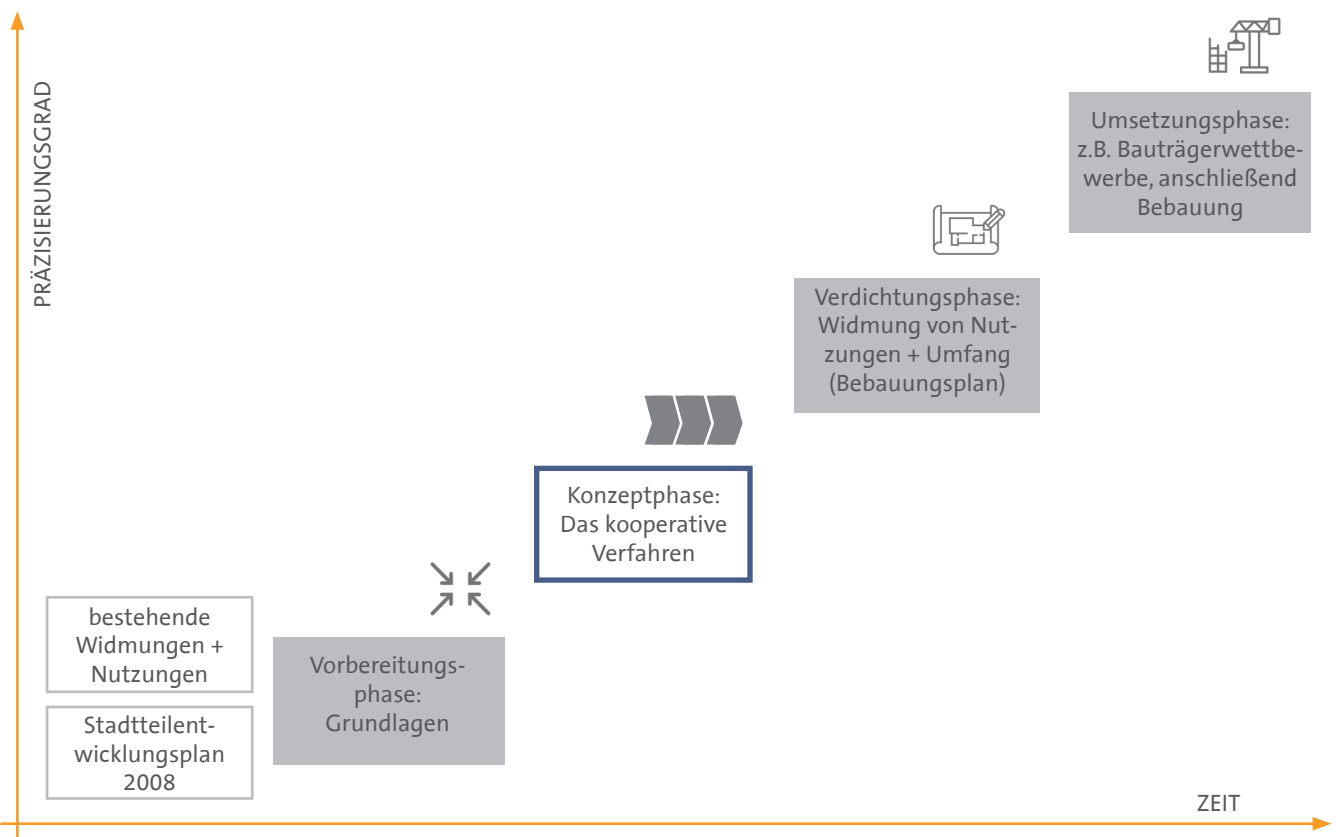 PRÄZISIERUNGSGRAD
Umsetzungsphase:
z.B. Bauträgerwettbe-
werbe, anschließend
Bebauung
Verdichtungsphase:
Widmung von Nut-
zungen + Umfang
(Bebauungsplan)
Konzeptphase:
Das kooperative
Verfahren
bestehende
Widmungen +
Nutzungen
Vorbereitungs-
phase:
Grundlagen
Stadtteilent-
wicklungsplan
2008
ZEIT